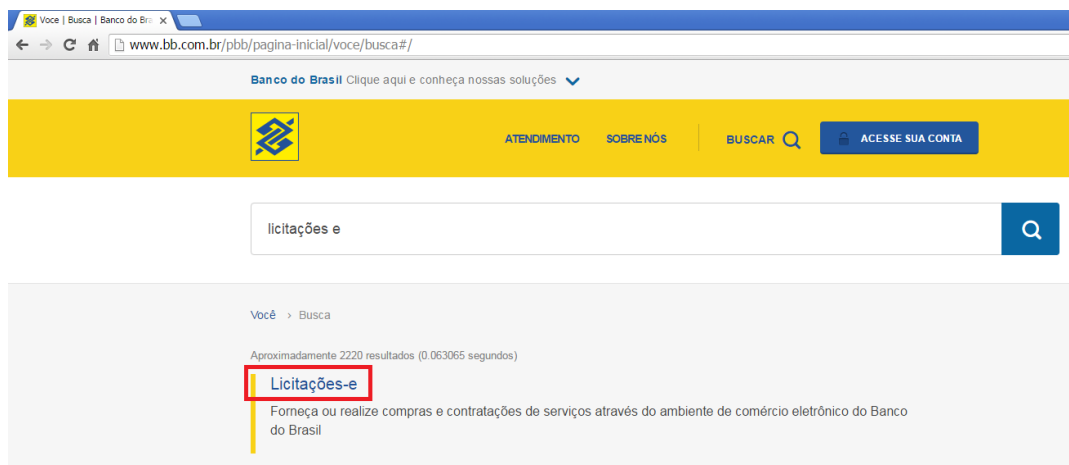 Voce | Busca | Banco do Bra
www.bb.com.br/pbb/pagina-inicial/voce/busca#/
Banco do Brasil Clique aqui e conheça nossas soluções
ATENDIMENTO SOBRE NÓS BUSCAR ACESSE SUA CONTA
licitações e
Você > Busca
Aproximadamente 2220 resultados (0.063065 segundos)
Licitações-e
Forneça ou realize compras e contratações de serviços através do ambiente de comércio eletrônico do Banco
do Brasil